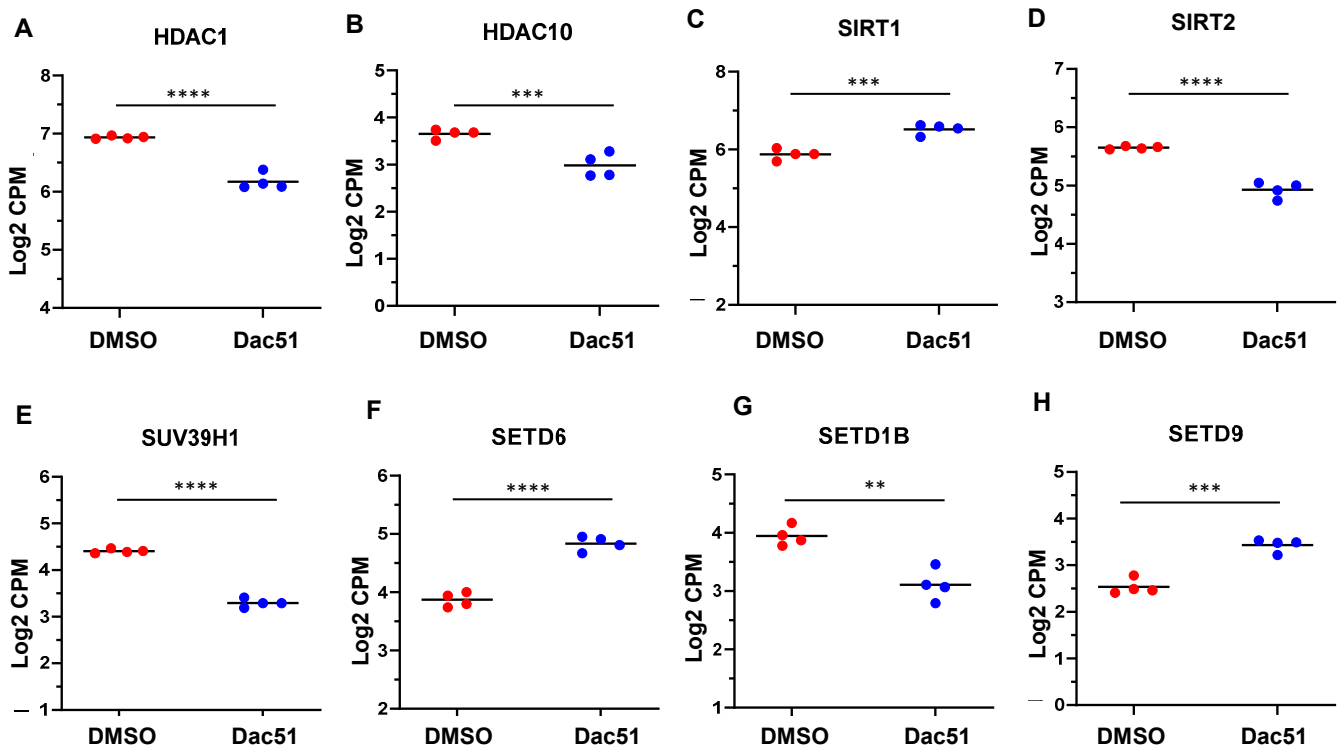 A
HDAC1
****
Log2 CPM
8
7
6
5
4
DMSO
Dac51
B
HDAC10
***
Log2 CPM
5
4
3
2
1
0
DMSO
Dac51
C
SIRT1
***
Log2 CPM
8
6
4
2
DMSO
Dac51
D
SIRT2
****
Log2 CPM
7
6
5
4
3
DMSO
Dac51
E
SUV39H1
****
Log2 CPM
6
5
4
3
2
1
DMSO
Dac51
F
SETD6
****
Log2 CPM
6
5
4
3
2
DMSO
Dac51
G
SETD1B
**
Log2 CPM
5
4
3
2
1
DMSO
Dac51
H
SETD9
***
Log2 CPM
5
4
3
2
1
0
DMSO
Dac51